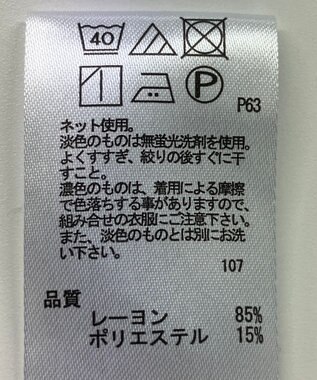 40
P
P63
ネット使用。
淡色のものは無蛍光洗剤を使用。
よくすすぎ、絞りの後すぐに干
すこと。
濃色のものは、着用による摩擦
で色落ちする事がありますので、
組み合せの衣服にご注意下さい。
また、淡色のものとは別にお洗
い下さい。
107
品質
レーヨン 85%
ポリエステル 15%